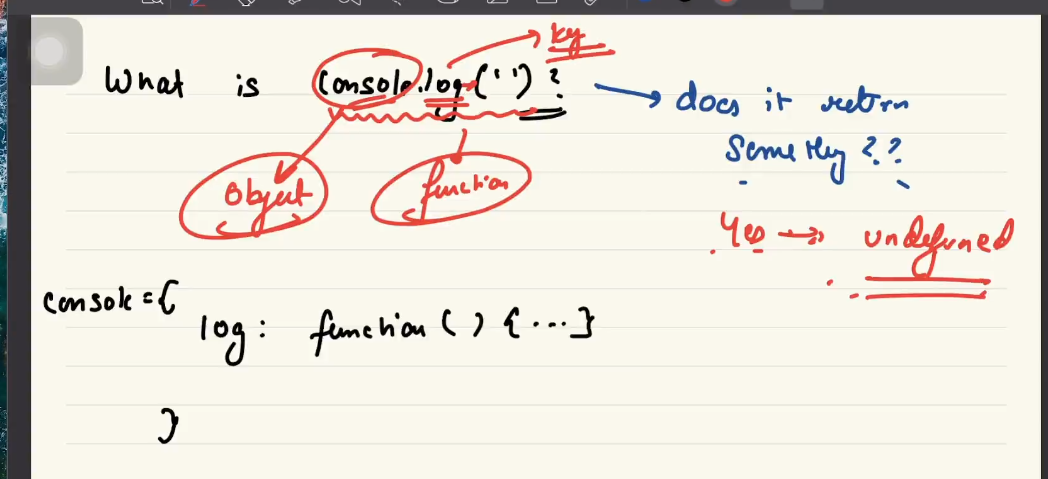 key
What is console.log('')?
does it return
Something ??
Object
function
Yes → undefined
console = {
log: function () { ... }
}